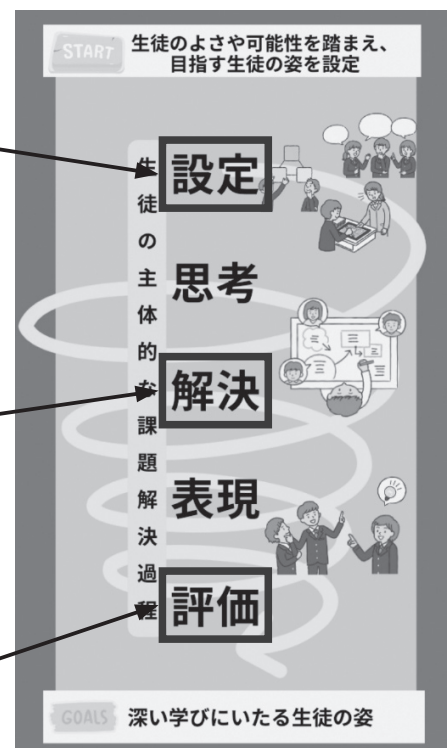 START
生徒のよさや可能性を踏まえ、
目指す生徒の姿を設定
生徒の主体的な課題解決過程
設定
思考
解決
表現
評価
GOALS
深い学びにいたる生徒の姿